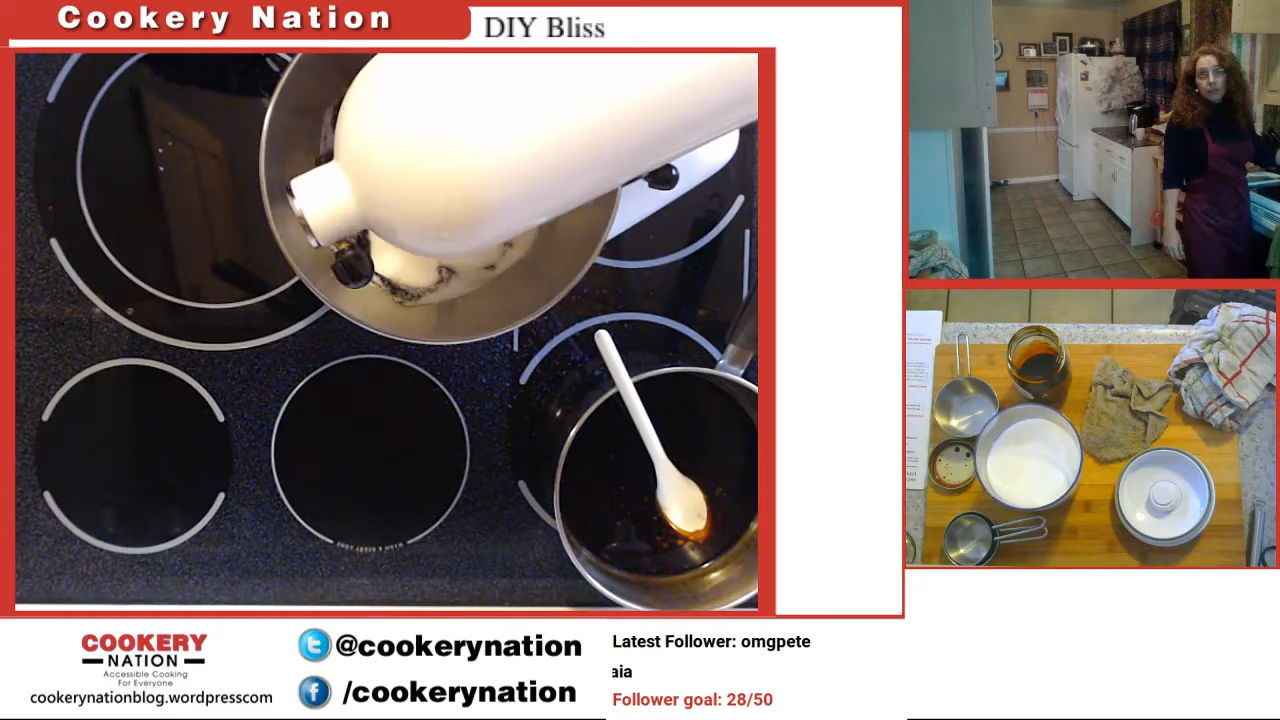 Cookery Nation
DIY Bliss
COOKERY
NATION
Accessible Cooking
For Everyone
cookerynationblog.wordpresscom
@cookerynation
/cookerynation
Latest Follower: omgpete
aia
Follower goal: 28/50